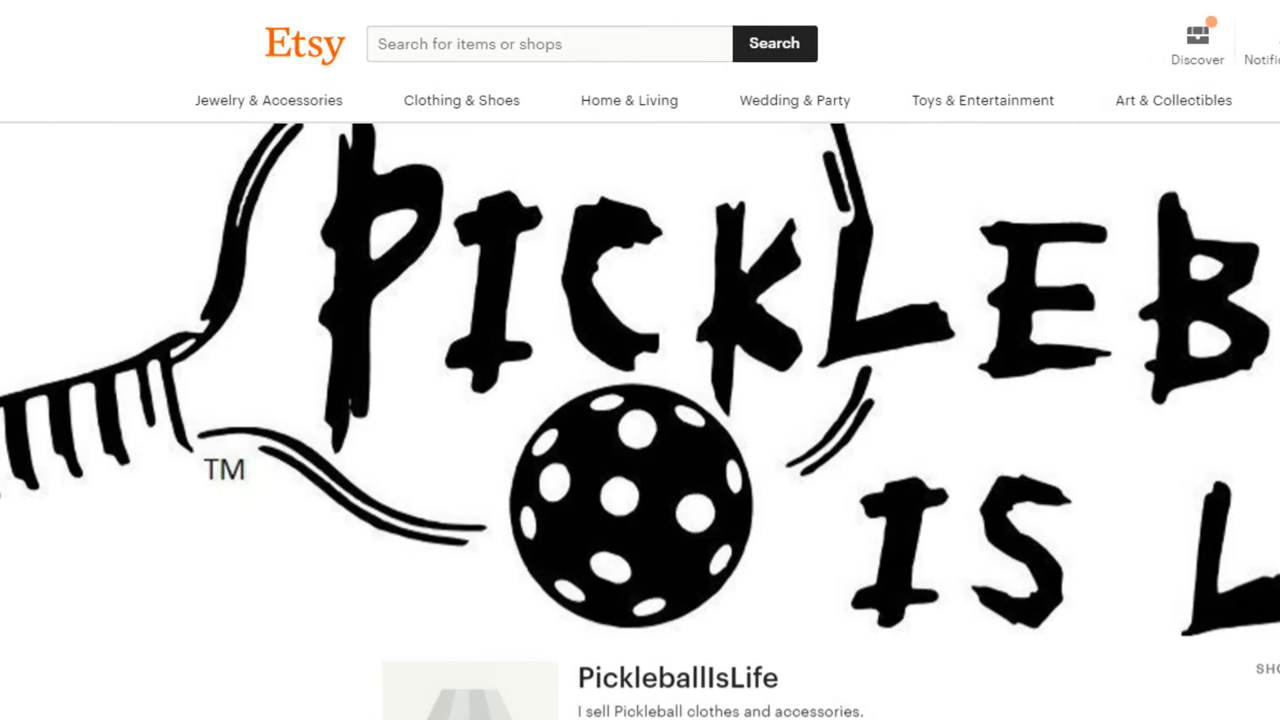 Etsy
Search for items or shops
Search
Discover
Jewelry & Accessories Clothing & Shoes Home & Living Wedding & Party Toys & Entertainment Art & Collectibles
PICKLEB
IS L
TM
PickleballIsLife
I sell Pickleball clothes and accessories.